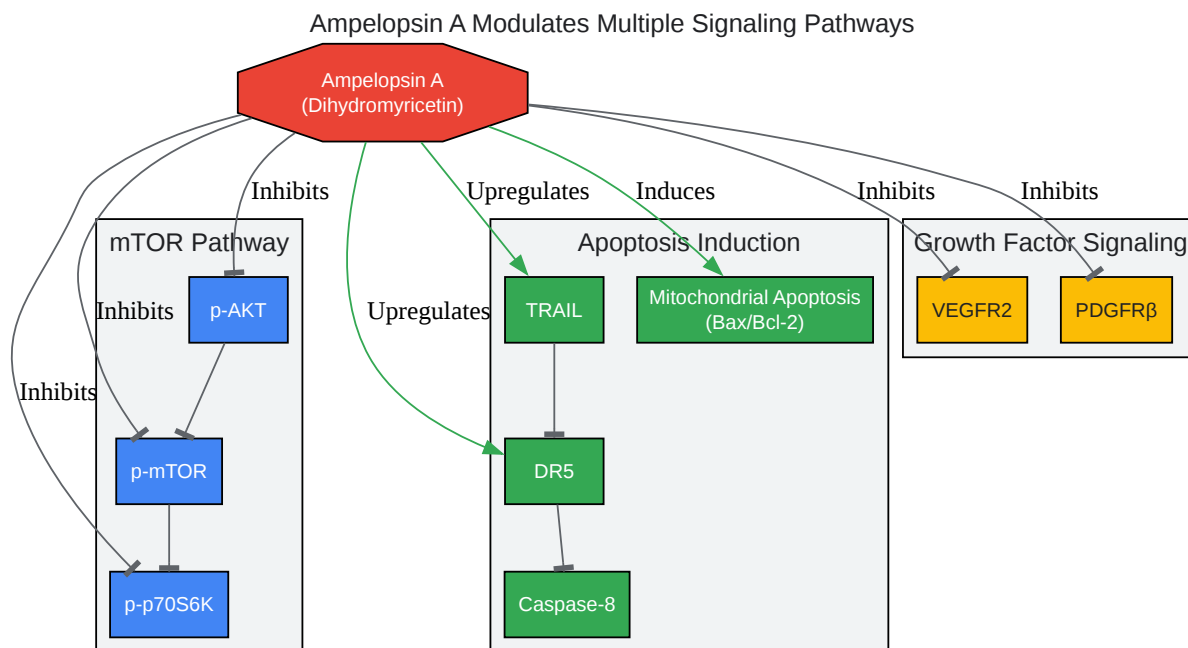 Ampelopsin A Modulates Multiple Signaling Pathways
Ampelopsin A
(Dihydromyricetin)
Inhibits
Upregulates
Induces
Inhibits
Inhibits
mTOR Pathway
Apoptosis Induction
Growth Factor Signaling
p-AKT
TRAIL
Mitochondrial Apoptosis
(Bax/Bcl-2)
VEGFR2
PDGFRβ
Inhibits
Upregulates
Inhibits
p-mTOR
DR5
p-p70S6K
Caspase-8